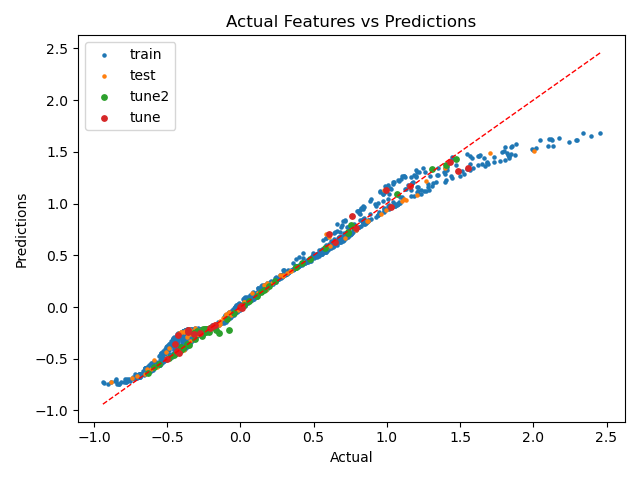 Actual Features vs Predictions
train
test
tune2
tune
2.5
2.0
1.5
1.0
0.5
0.0
−0.5
−1.0
Predictions
−1.0 −0.5 0.0 0.5 1.0 1.5 2.0 2.5
Actual